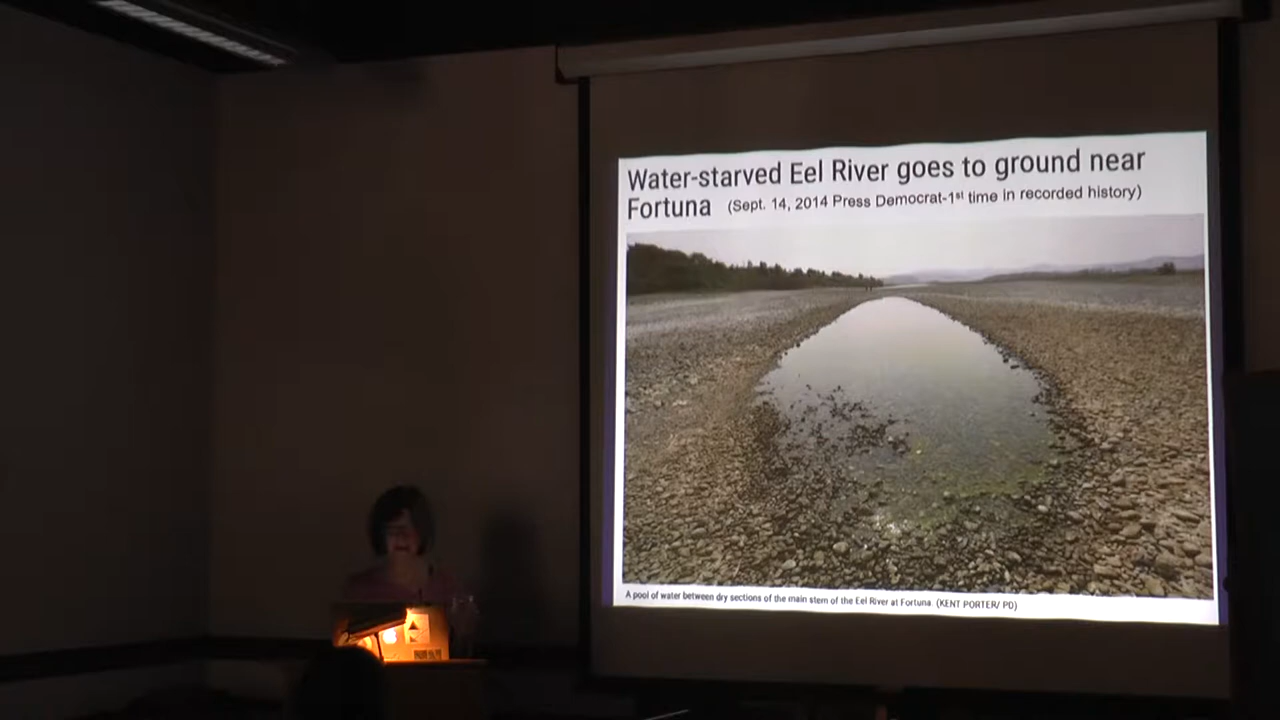 Water-starved Eel River goes to ground near
Fortuna (Sept. 14, 2014 Press Democrat-1st time in recorded history)
A pool of water between dry sections of the main stem of the Eel River at Fortuna. (KENT PORTER/ PD)